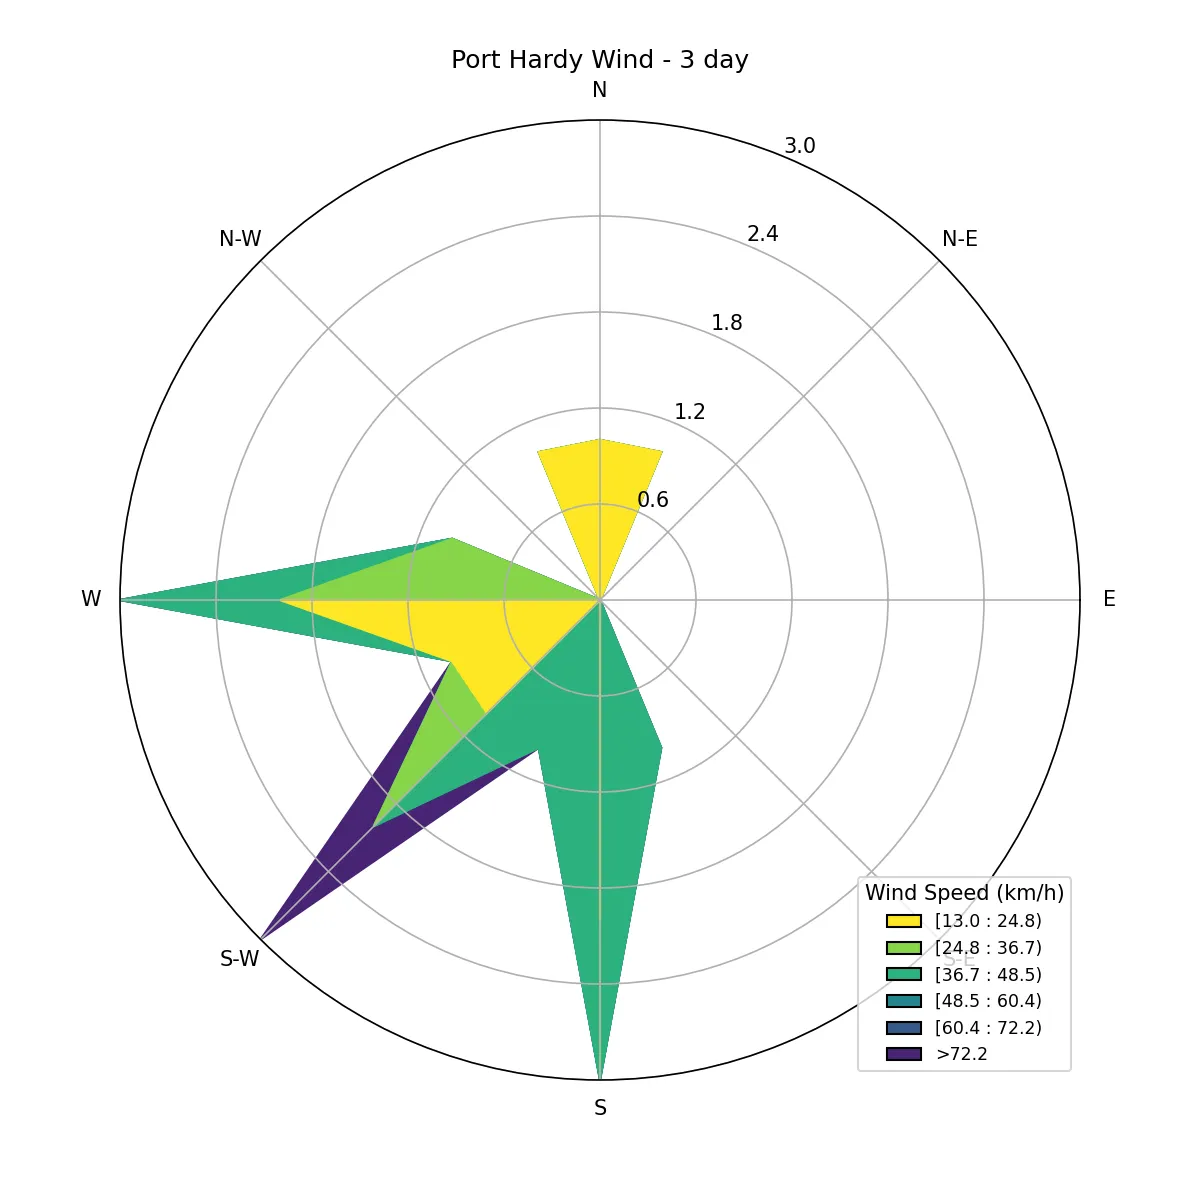 Port Hardy Wind - 3 day
N
3.0
N-W
N-E
2.4
1.8
1.2
0.6
W
E
S-W
S-E
S
Wind Speed (km/h)
[13.0 : 24.8)
[24.8 : 36.7)
[36.7 : 48.5)
[48.5 : 60.4)
[60.4 : 72.2)
>72.2